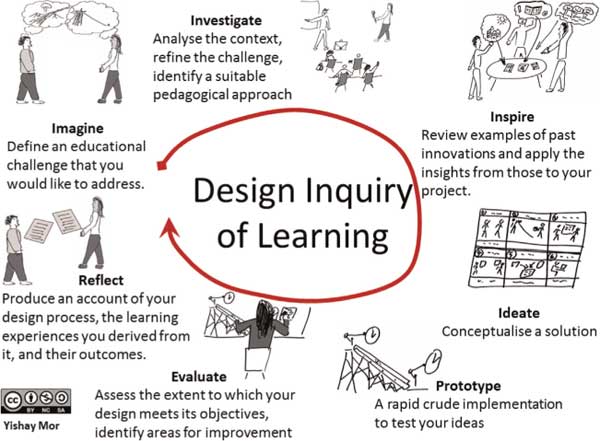 Investigate
Analyse the context,
refine the challenge,
identify a suitable
pedagogical approach
Inspire
Review examples of past
innovations and apply the
insights from those to your
project.
Imagine
Define an educational
challenge that you
would like to address.
Design Inquiry
of Learning
Reflect
Produce an account of your
design process, the learning
experiences you derived from
it, and their outcomes.
Ideate
Conceptualise a solution
Prototype
A rapid crude implementation
to test your ideas
Evaluate
Assess the extent to which your
design meets its objectives,
identify areas for improvement
CC
BY NC SA
Yishay Mor